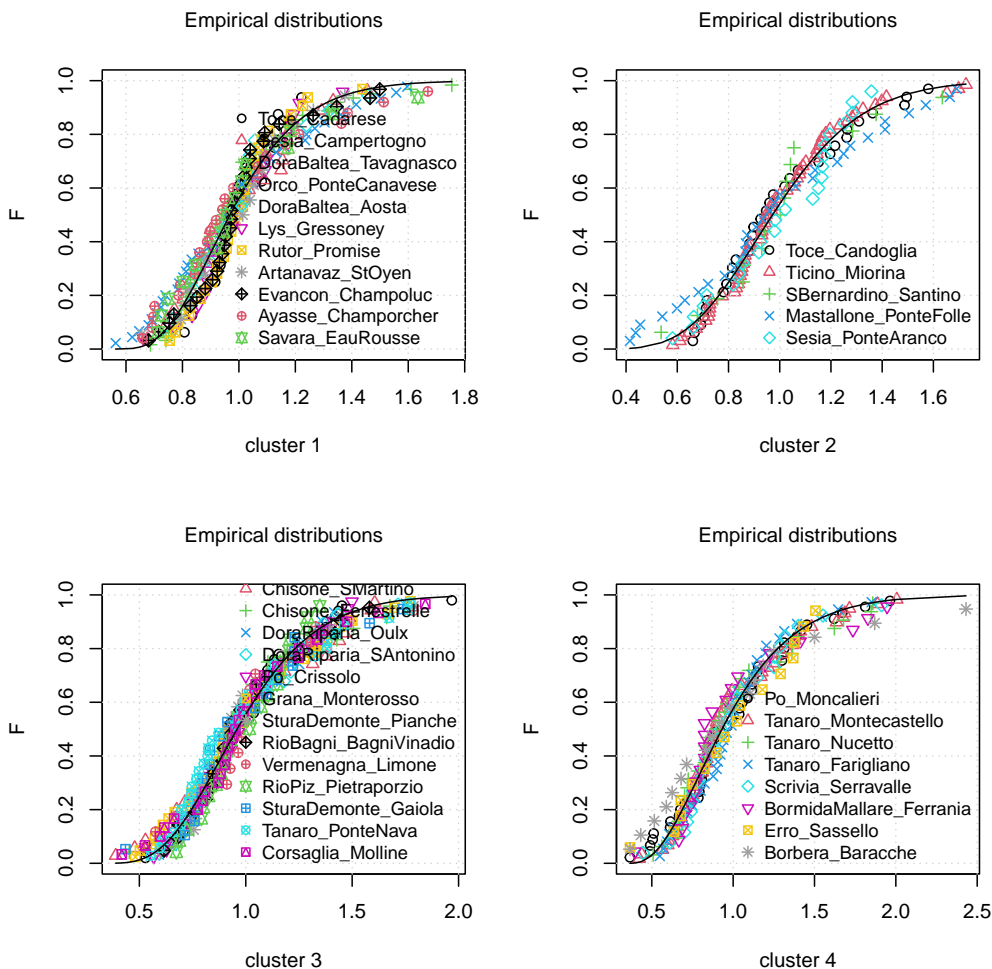 Empirical distributions
F
0.0 0.2 0.4 0.6 0.8 1.0
Toce_Cadarese
Sesia_Campertogno
DoraBaltea_Tavagnasco
Orco_PonteCanavese
DoraBaltea_Aosta
Lys_Gressoney
Rutor_Promise
Artanavaz_StOyen
Evancon_Champoluc
Ayasse_Champorcher
Savara_EauRousse
0.6 0.8 1.0 1.2 1.4 1.6 1.8
cluster 1
Empirical distributions
F
0.0 0.2 0.4 0.6 0.8 1.0
Toce_Candoglia
Ticino_Miorina
SBernardino_Santino
Mastallone_PonteFolle
Sesia_PonteAranco
0.4 0.6 0.8 1.0 1.2 1.4 1.6
cluster 2
Empirical distributions
F
0.0 0.2 0.4 0.6 0.8 1.0
Chisone_SMartino
Chisone_Fenestrelle
DoraRiparia_Oulx
DoraRiparia_SAntonino
Po_Crissolo
Grana_Monterosso
SturaDemonte_Pianche
RioBagni_BagniVinadio
Vermenagna_Limone
RioPiz_Pietraporzio
SturaDemonte_Gaiola
Tanaro_PonteNava
Corsaglia_Molline
0.5 1.0 1.5 2.0
cluster 3
Empirical distributions
F
0.0 0.2 0.4 0.6 0.8 1.0
Po_Moncalieri
Tanaro_Montecastello
Tanaro_Nucetto
Tanaro_Farigliano
Scrivia_Serravalle
BormidaMallare_Ferrania
Erro_Sassello
Borbera_Baracche
0.5 1.0 1.5 2.0 2.5
cluster 4